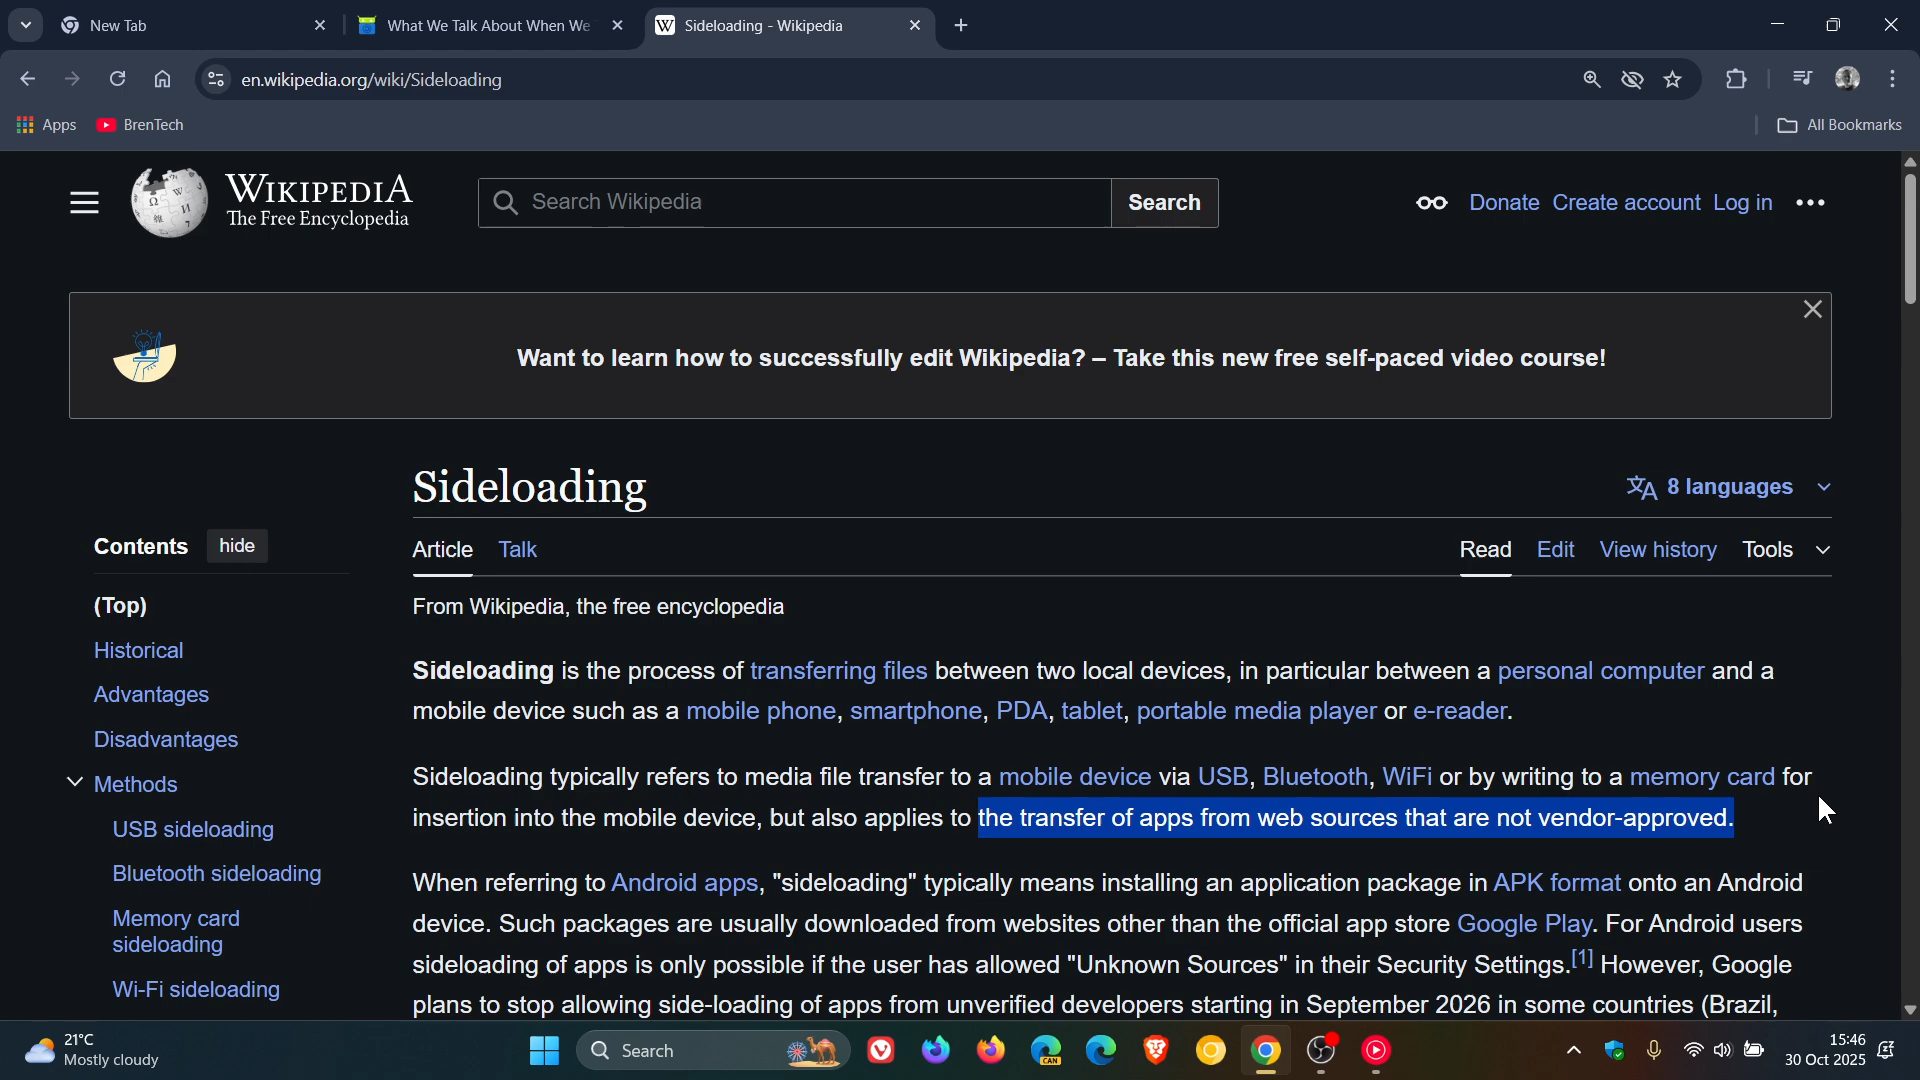 New Tab
What We Talk About When We
Sideloading - Wikipedia
en.wikipedia.org/wiki/Sideloading
Apps
BrenTech
All Bookmarks
WIKIPEDIA
The Free Encyclopedia
Search Wikipedia
Search
Donate Create account Log in
Want to learn how to successfully edit Wikipedia? – Take this new free self-paced video course!
Sideloading
8 languages
Contents
hide
Article Talk
Read Edit View history Tools
(Top)
Historical
Advantages
Disadvantages
Methods
USB sideloading
Bluetooth sideloading
Memory card
sideloading
Wi-Fi sideloading
From Wikipedia, the free encyclopedia
Sideloading is the process of transferring files between two local devices, in particular between a personal computer and a
mobile device such as a mobile phone, smartphone, PDA, tablet, portable media player or e-reader.
Sideloading typically refers to media file transfer to a mobile device via USB, Bluetooth, WiFi or by writing to a memory card for
insertion into the mobile device, but also applies to the transfer of apps from web sources that are not vendor-approved.
When referring to Android apps, "sideloading" typically means installing an application package in APK format onto an Android
device. Such packages are usually downloaded from websites other than the official app store Google Play. For Android users
sideloading of apps is only possible if the user has allowed "Unknown Sources" in their Security Settings.[1] However, Google
plans to stop allowing side-loading of apps from unverified developers starting in September 2026 in some countries (Brazil,
21°C
Mostly cloudy
Search
CAN
15:46
30 Oct 2025